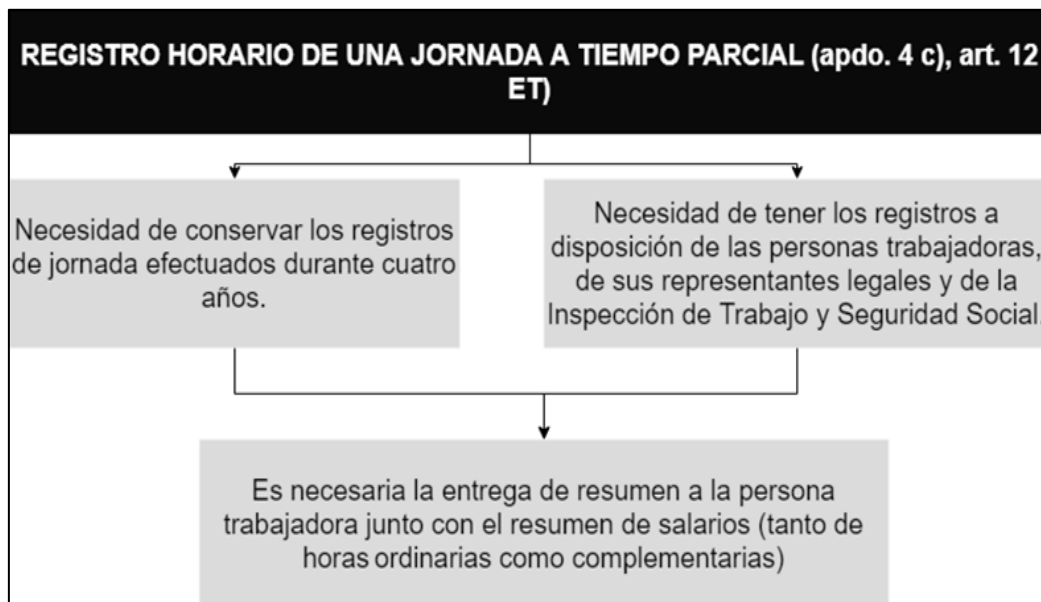 REGISTRO HORARIO DE UNA JORNADA A TIEMPO PARCIAL (apdo. 4 c), art. 12
ET)
Necesidad de conservar los registros
de jornada efectuados durante cuatro
años.
Necesidad de tener los registros a
disposición de las personas trabajadoras,
de sus representantes legales y de la
Inspección de Trabajo y Seguridad Social.
Es necesaria la entrega de resumen a la persona
trabajadora junto con el resumen de salarios (tanto de
horas ordinarias como complementarias)